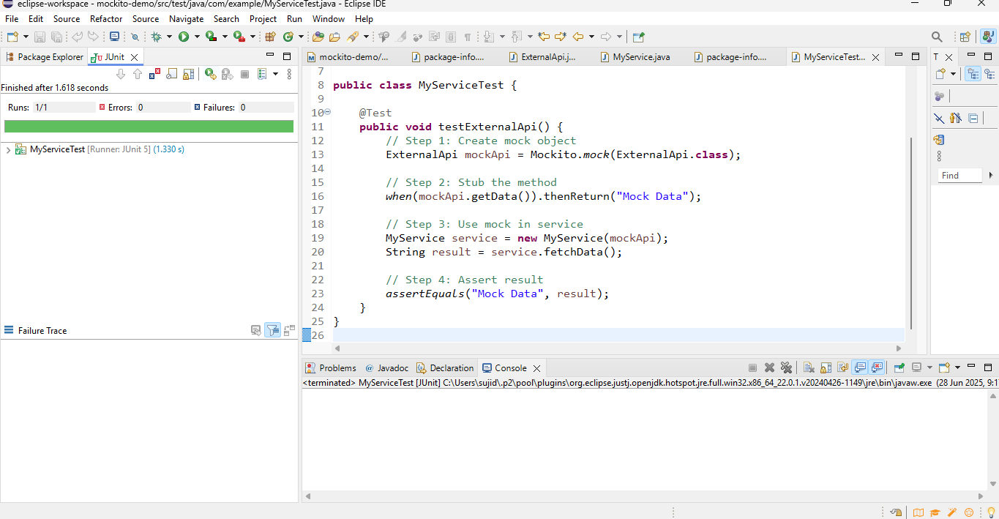 eclipse-workspace - mockito-demo/src/test/java/com/example/MyServiceTest.java - Eclipse IDE
File Edit Source Refactor Source Navigate Search Project Run Window Help
Package Explorer JUnit
Finished after 1.618 seconds
Runs: 1/1 Errors: 0 Failures: 0
MyServiceTest [Runner: JUnit 5] (1.330 s)
Failure Trace
mockito-demo/... package-info.... ExternalApi.j... MyService.java package-info.... MyServiceTest...
7
8 public class MyServiceTest {
9
10 @Test
11 public void testExternalApi() {
12 // Step 1: Create mock object
13 ExternalApi mockApi = Mockito.mock(ExternalApi.class);
14
15 // Step 2: Stub the method
16 when(mockApi.getData()).thenReturn("Mock Data");
17
18 // Step 3: Use mock in service
19 MyService service = new MyService(mockApi);
20 String result = service.fetchData();
21
22 // Step 4: Assert result
23 assertEquals("Mock Data", result);
24 }
25 }
26
T
Find
Problems @ Javadoc Declaration Console
<terminated> MyServiceTest [JUnit] C:\Users\sujid\.p2\pool\plugins\org.eclipse.justj.openjdk.hotspot.jre.full.win32.x86_64_22.0.1.v20240426-1149\jre\bin\javaw.exe (28 Jun 2025, 9:1